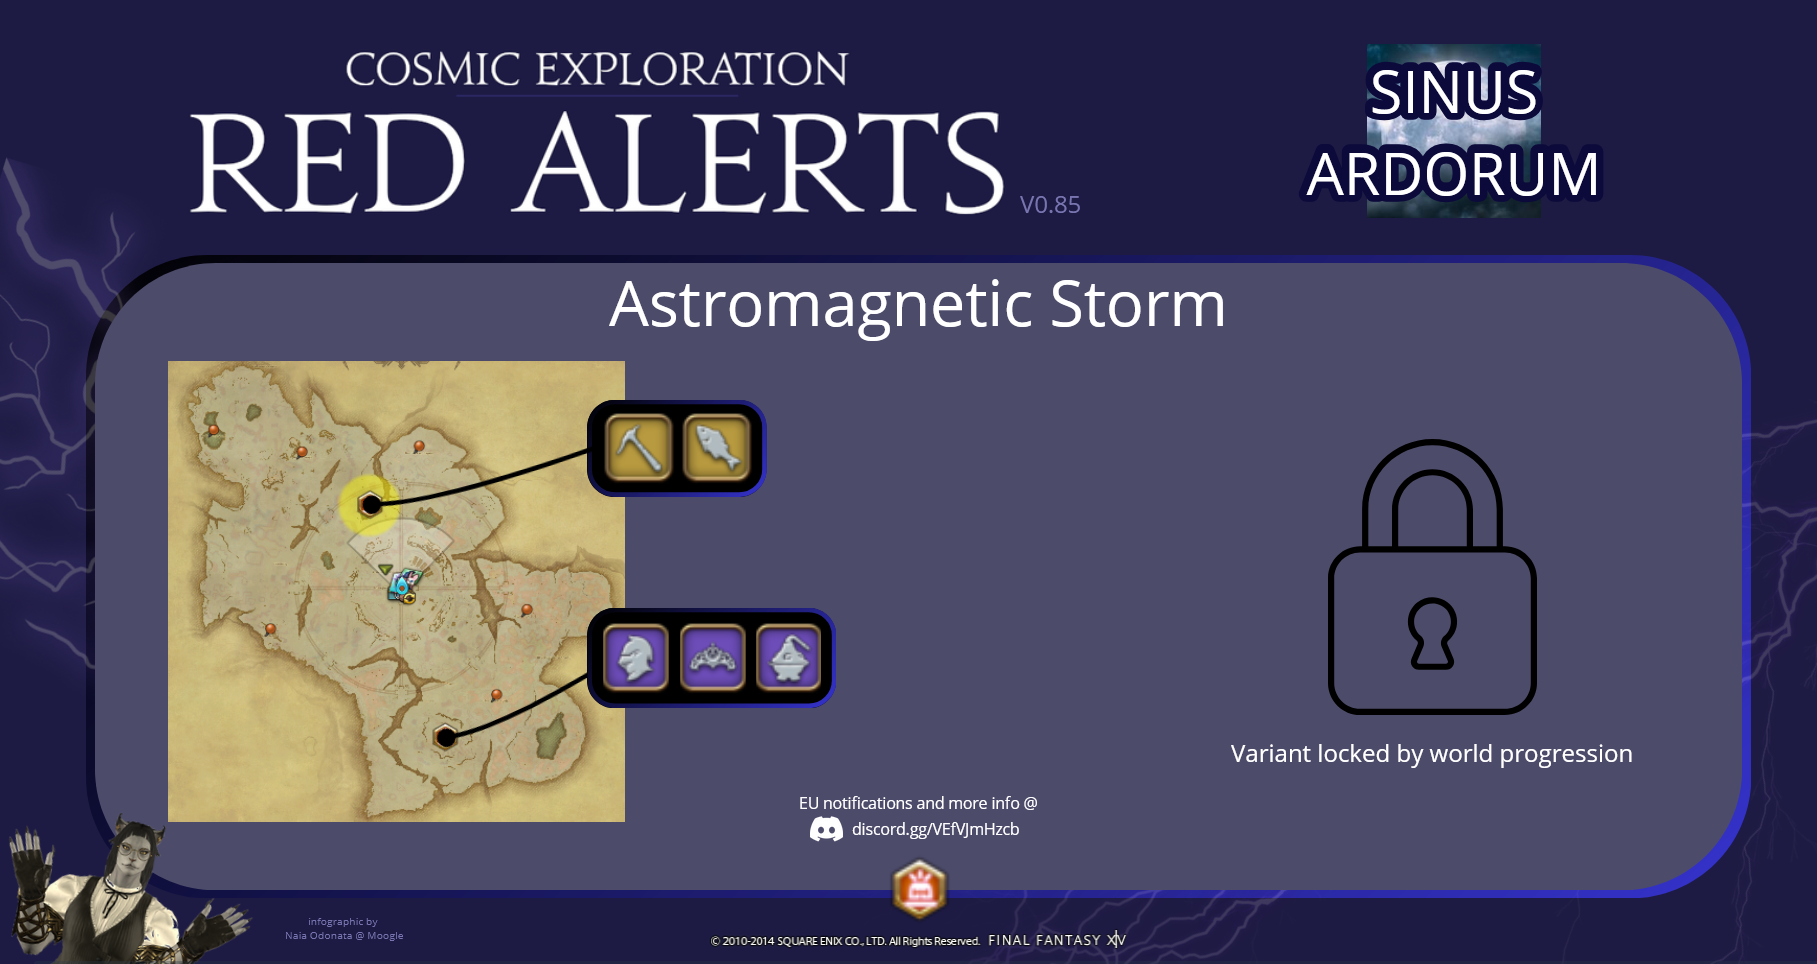 COSMIC EXPLORATION
RED ALERTS
V0.85
SINUS
ARDORUM
Astromagnetic Storm
Variant locked by world progression
EU notifications and more info @
discord.gg/VEfVJmHzcb
infographic by
Naia Odonata @ Moogle
© 2010-2014 SQUARE ENIX CO., LTD. All Rights Reserved. FINAL FANTASY XIV